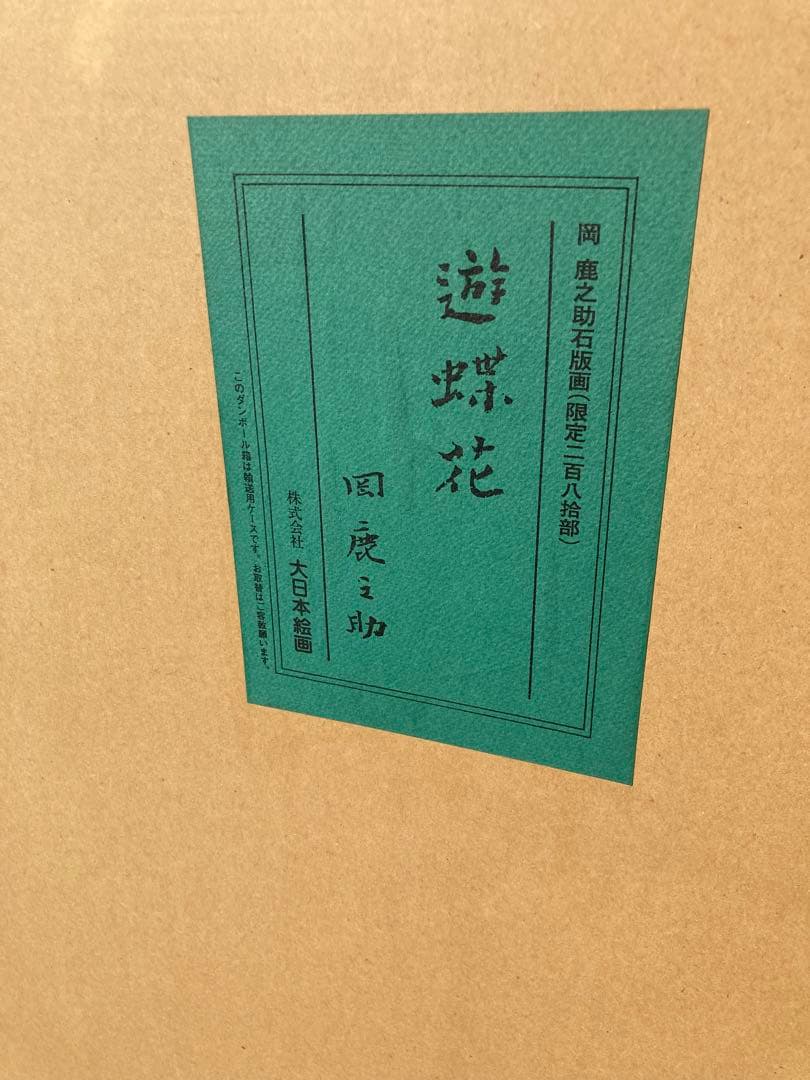 岡 鹿之助石版画(限定二百八拾部)
遊蝶花
岡鹿之助
株式会社 大日本絵画
このダンボール箱は輸送用ケースです。お取替はご容赦願います。